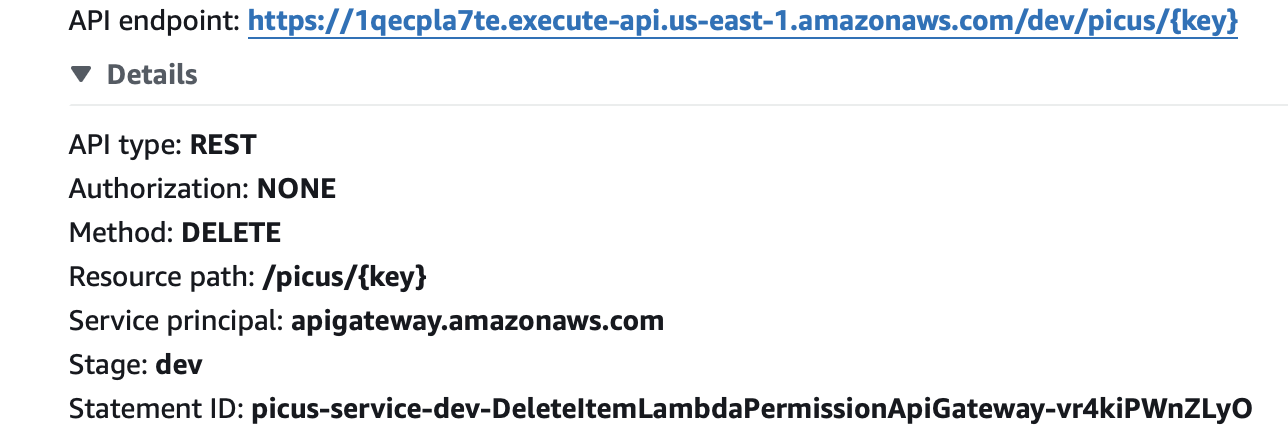 API endpoint: https://1qecpla7te.execute-api.us-east-1.amazonaws.com/dev/picus/{key}
▼ Details
API type: REST
Authorization: NONE
Method: DELETE
Resource path: /picus/{key}
Service principal: apigateway.amazonaws.com
Stage: dev
Statement ID: picus-service-dev-DeleteItemLambdaPermissionApiGateway-vr4kiPWnZLyO